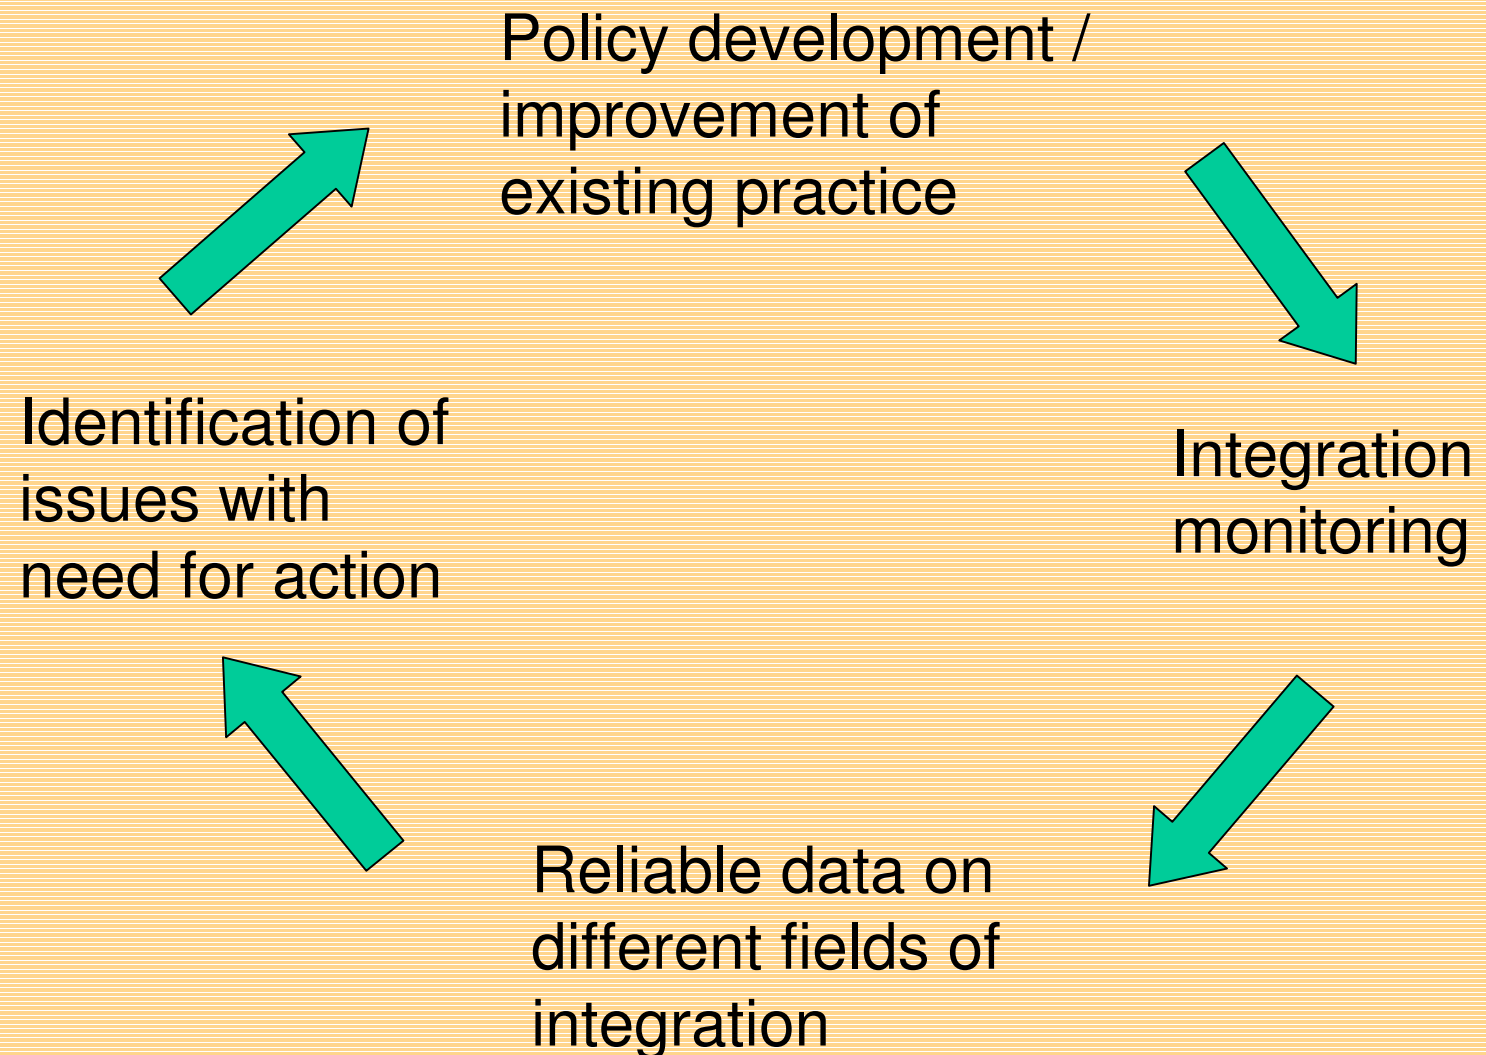 Policy development /
improvement of
existing practice
Identification of
issues with
need for action
Integration
monitoring
Reliable data on
different fields of
integration